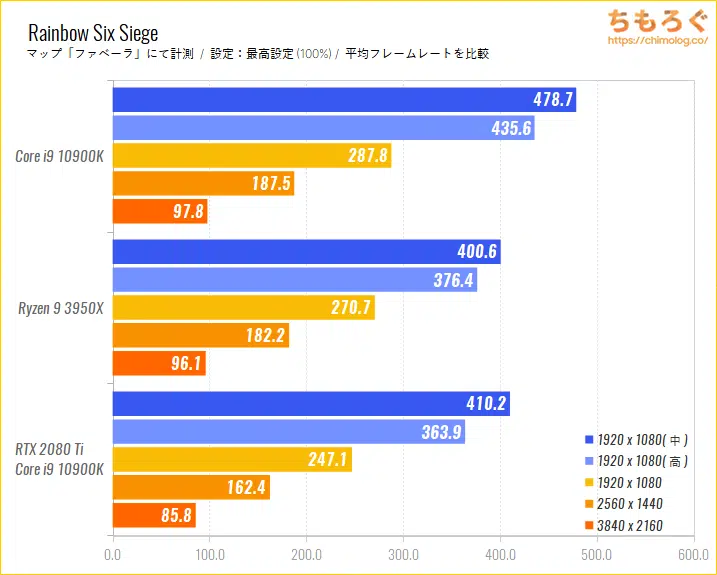 ちもろぐ
https://chimolog.co/
Rainbow Six Siege
マップ「ファベーラ」にて計測 / 設定：最高設定 (100%) / 平均フレームレートを比較
Core i9 10900K
478.7
435.6
287.8
187.5
97.8
Ryzen 9 3950X
400.6
376.4
270.7
182.2
96.1
RTX 2080 Ti
Core i9 10900K
410.2
363.9
247.1
162.4
85.8
1920 x 1080( 中 )
1920 x 1080( 高 )
1920 x 1080
2560 x 1440
3840 x 2160
0.0 100.0 200.0 300.0 400.0 500.0 600.0